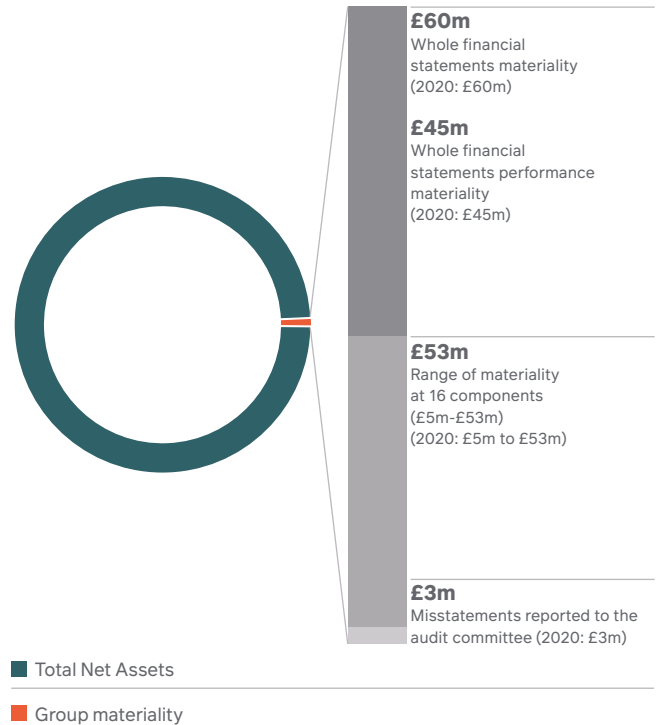 £60m
Whole financial
statements materiality
(2020: £60m)
£45m
Whole financial
statements performance
materiality
(2020: £45m)
£53m
Range of materiality
at 16 components
(£5m-£53m)
(2020: £5m to £53m)
£3m
Misstatements reported to the
audit committee (2020: £3m)
Total Net Assets
Group materiality